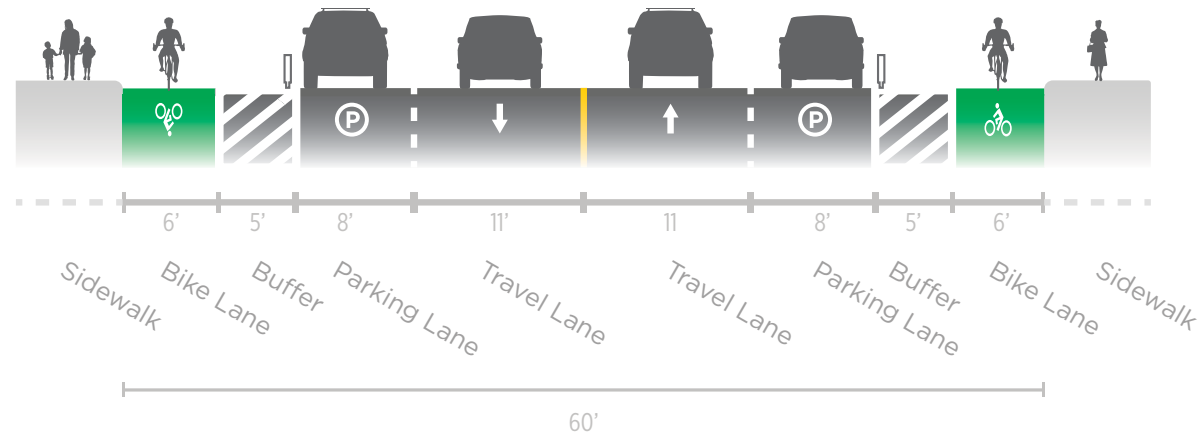 P
P
6’
5’
8’
11’
11
8’
5’
6’
Sidewalk
Bike Lane
Buffer
Parking Lane
Travel Lane
Travel Lane
Parking Lane
Buffer
Bike Lane
Sidewalk
60’